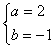 a = 2
b = −1